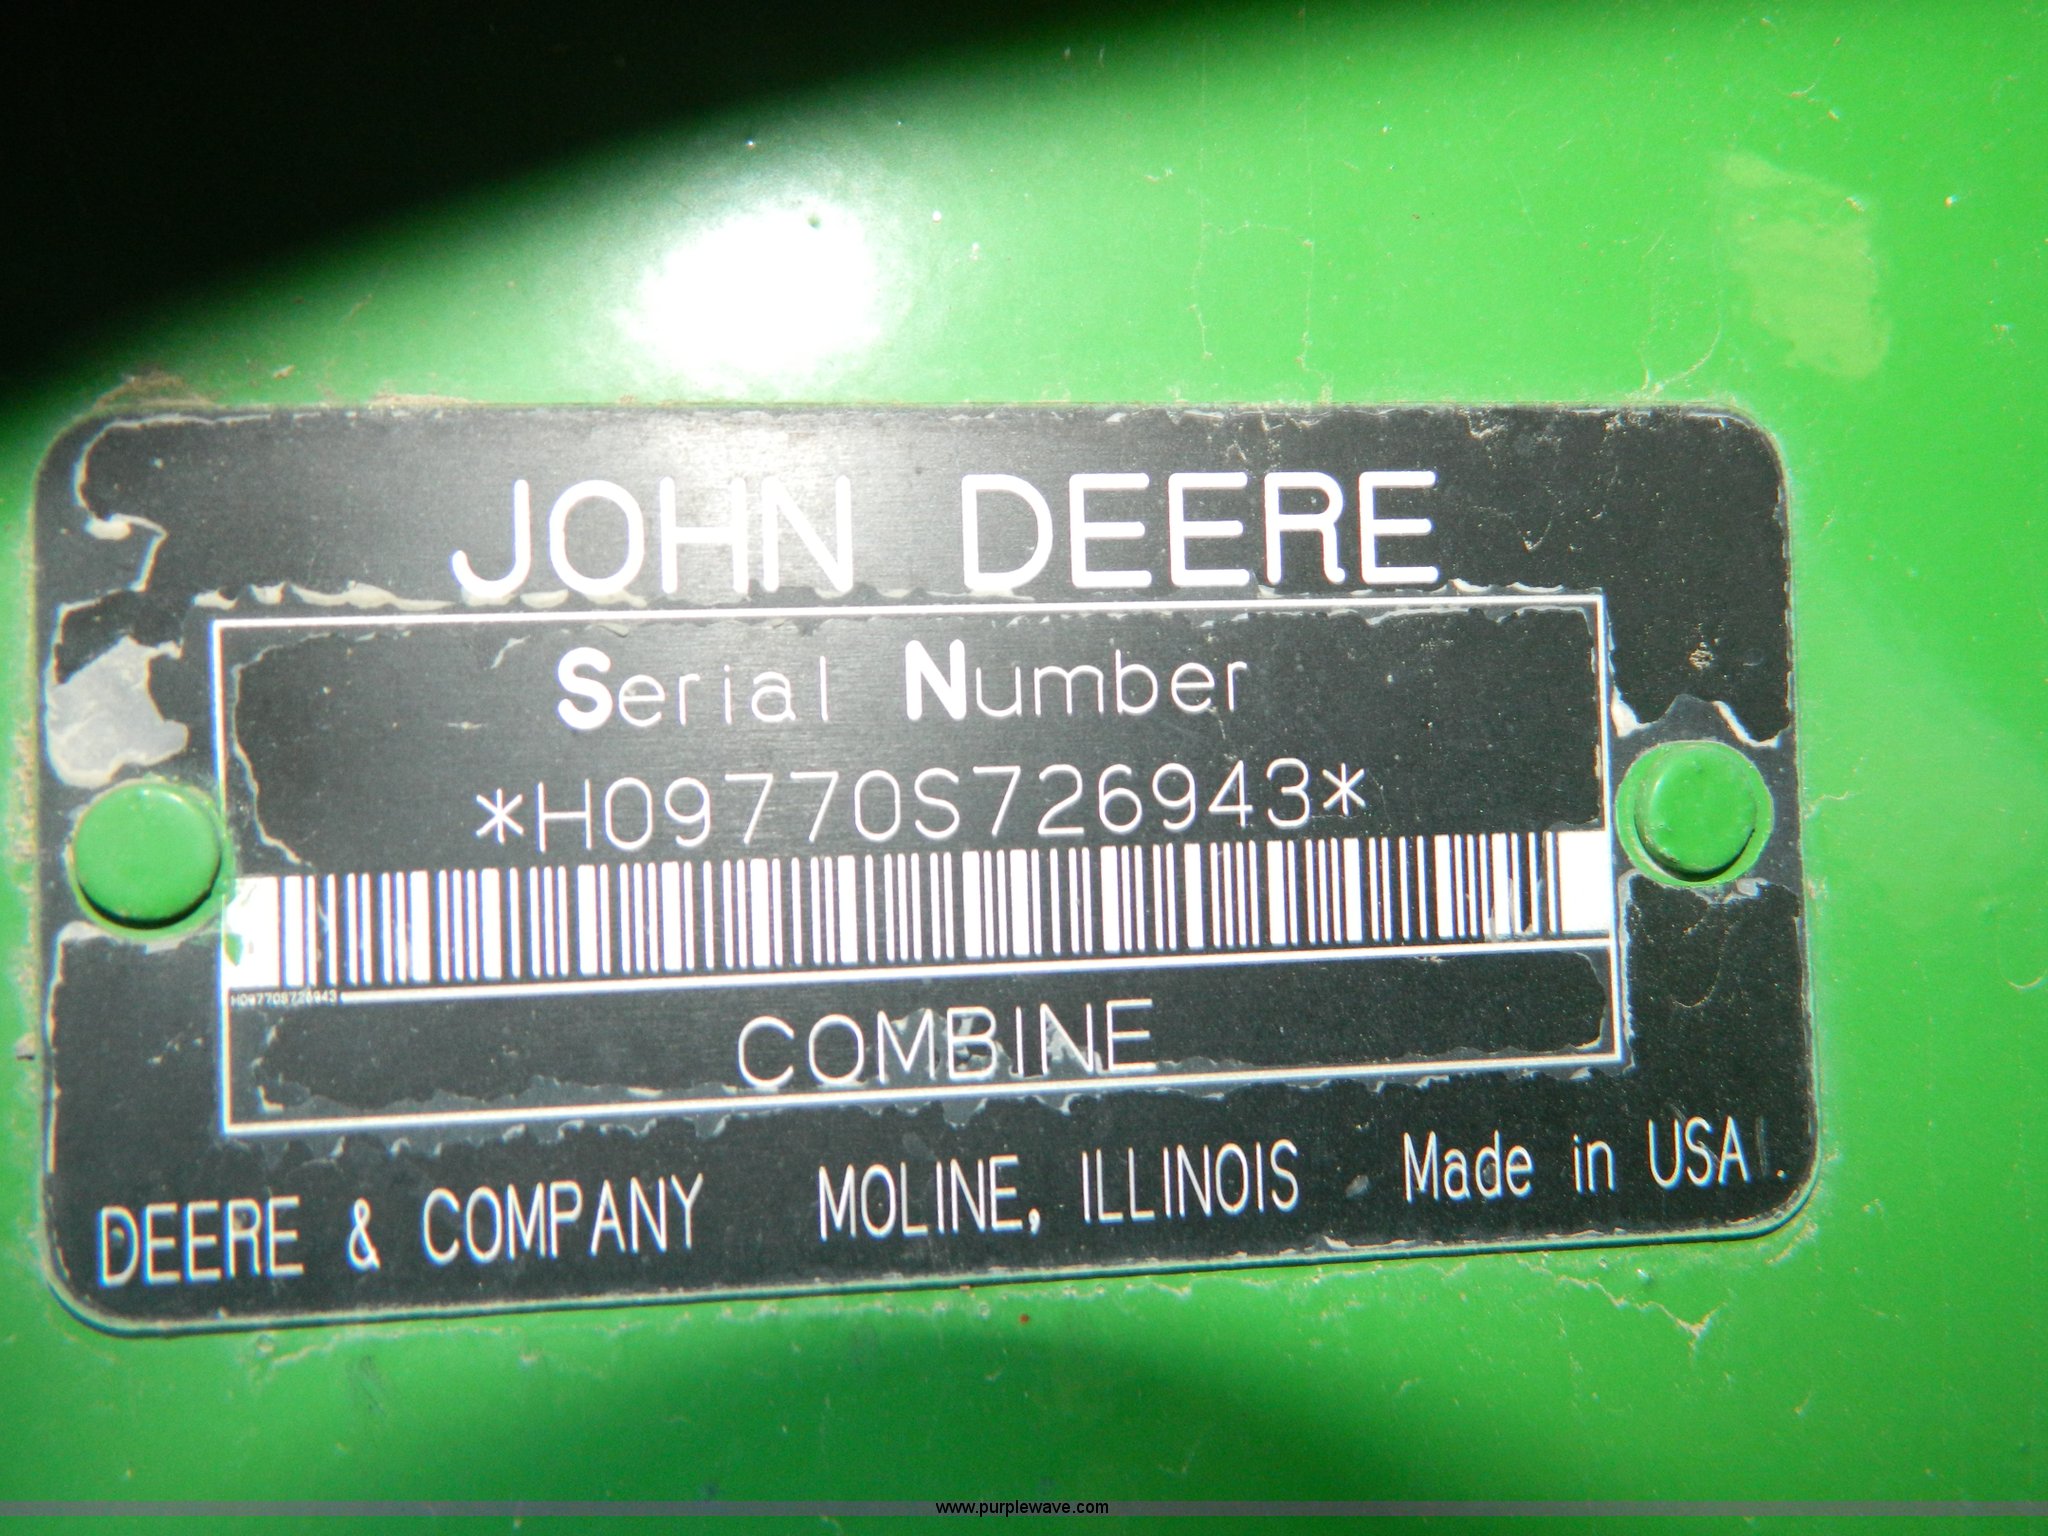 JOHN DEERE
Serial Number
*H09770S726943*
H09770S726943
COMBINE
DEERE & COMPANY MOLINE, ILLINOIS Made in USA.
www.purplewave.com